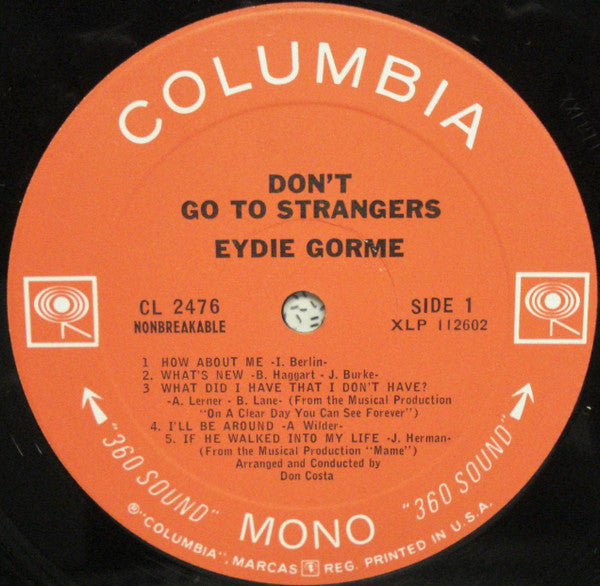 COLUMBIA
DON'T
GO TO STRANGERS
EYDIE GORME
CL 2476
NONBREAKABLE
SIDE 1
XLP 112602
1 HOW ABOUT ME -I. Berlin-
2. WHAT'S NEW -B. Haggart - J. Burke-
3 WHAT DID I HAVE THAT I DON'T HAVE?
-A. Lerner - B. Lane- (From the Musical Production
"On A Clear Day You Can See Forever")
4. I'LL BE AROUND -A Wilder-
5. IF HE WALKED INTO MY LIFE -J. Herman-
(From the Musical Production "Mame")
Arranged and Conducted by
Don Costa
"360 SOUND"
MONO
"360 SOUND"
Ⓡ"COLUMBIA", MARCAS REG. PRINTED IN U.S.A.